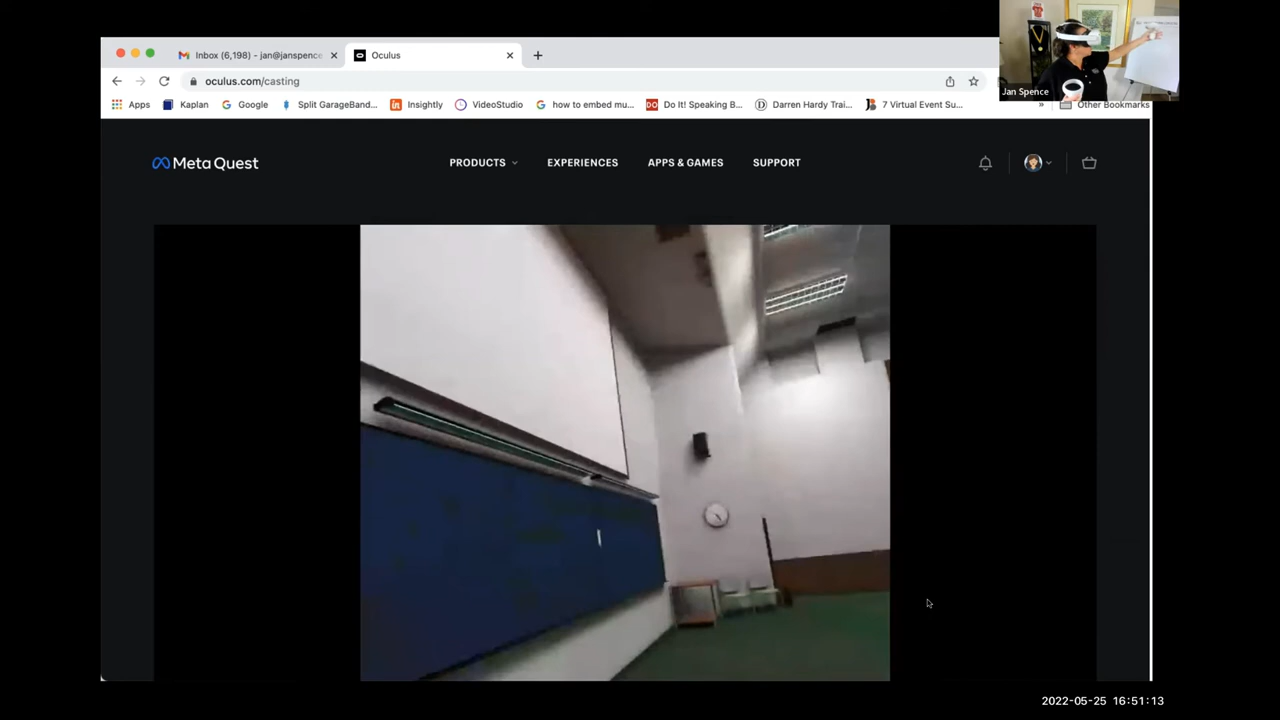 Inbox (6,198) - jan@janspence
Oculus
oculus.com/casting
Apps
Kaplan
Google
Split GarageBand...
Insightly
VideoStudio
how to embed mu...
Do It! Speaking B...
Darren Hardy Trai...
7 Virtual Event Su...
»
Other Bookmarks
Jan Spence
Meta Quest
PRODUCTS
EXPERIENCES
APPS & GAMES
SUPPORT
2022-05-25 16:51:13